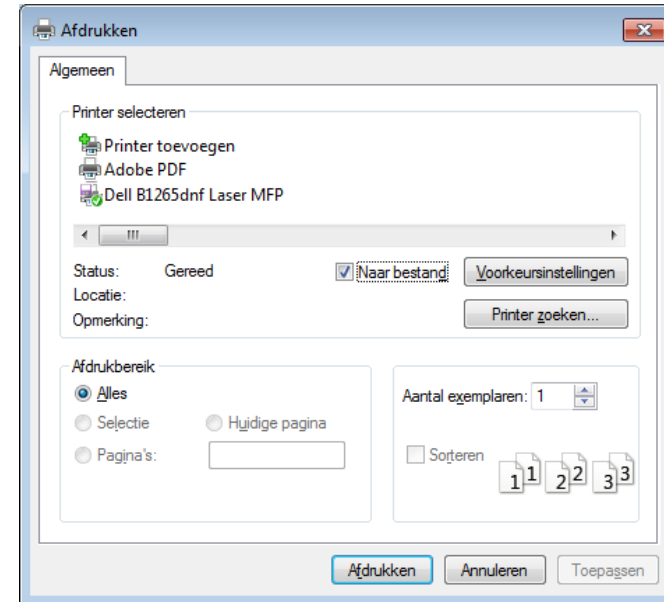 Afdrukken
Algemeen
Printer selecteren
Printer toevoegen
Adobe PDF
Dell B1265dnf Laser MFP
Status: Gereed
Naar bestand
Voorkeursinstellingen
Locatie:
Opmerking:
Printer zoeken...
Afdrukbereik
Alles
Aantal exemplaren: 1
Selectie
Huidige pagina
Pagina's:
Sorteren
1 1 2 2 3 3
Afdrukken
Annuleren
Toepassen